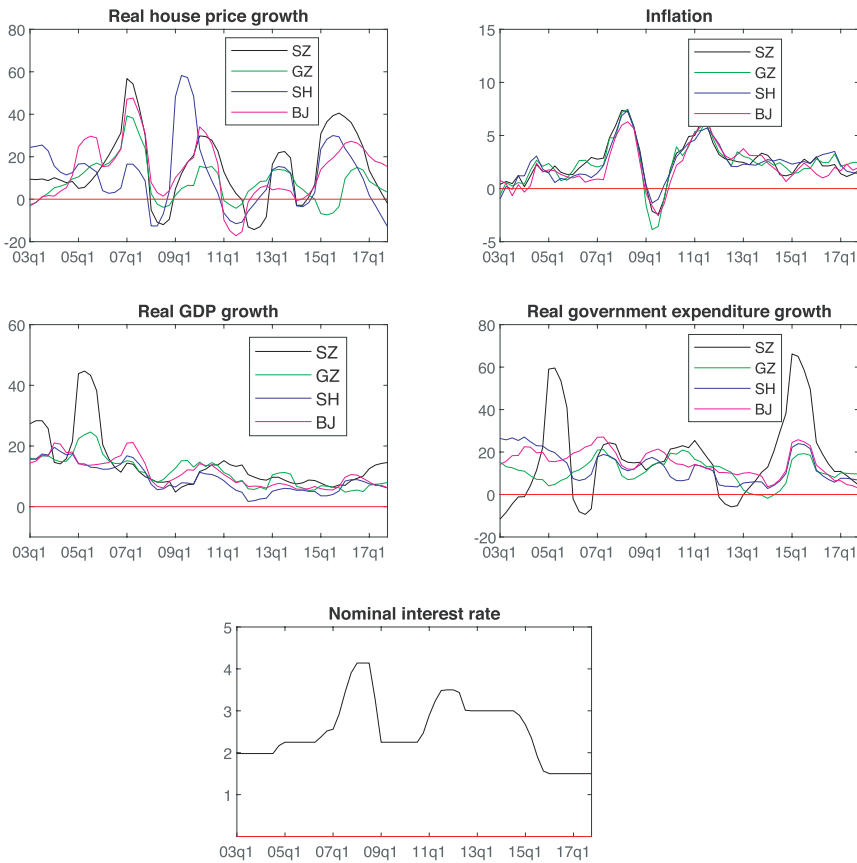 Real house price growth
80
60
40
20
0
-20
03q1 05q1 07q1 09q1 11q1 13q1 15q1 17q1
SZ
GZ
SH
BJ
Inflation
15
10
5
0
-5
03q1 05q1 07q1 09q1 11q1 13q1 15q1 17q1
SZ
GZ
SH
BJ
Real GDP growth
60
40
20
0
03q1 05q1 07q1 09q1 11q1 13q1 15q1 17q1
SZ
GZ
SH
BJ
Real government expenditure growth
80
60
40
20
0
-20
03q1 05q1 07q1 09q1 11q1 13q1 15q1 17q1
SZ
GZ
SH
BJ
Nominal interest rate
5
4
3
2
1
03q1 05q1 07q1 09q1 11q1 13q1 15q1 17q1